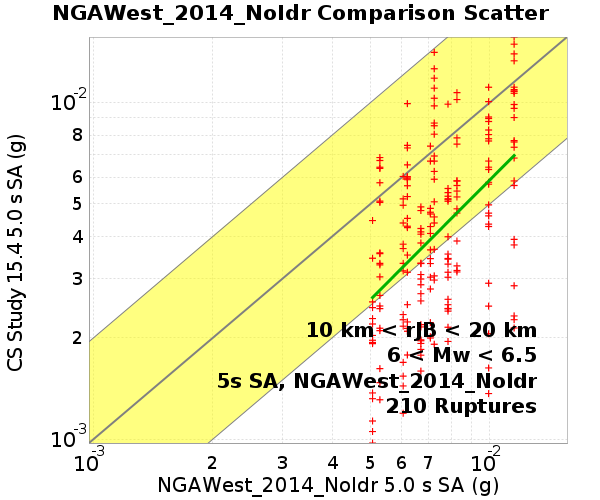 NGAWest_2014_NoIdr Comparison Scatter
CS Study 15.4 5.0 s SA (g)
10-2
8
6
5
4
3
2
10-3
10 km < rJB < 20 km
6 < Mw < 6.5
5s SA, NGAWest_2014_NoIdr
210 Ruptures
10-3 2 3 4 5 6 7 10-2
NGAWest_2014_NoIdr 5.0 s SA (g)